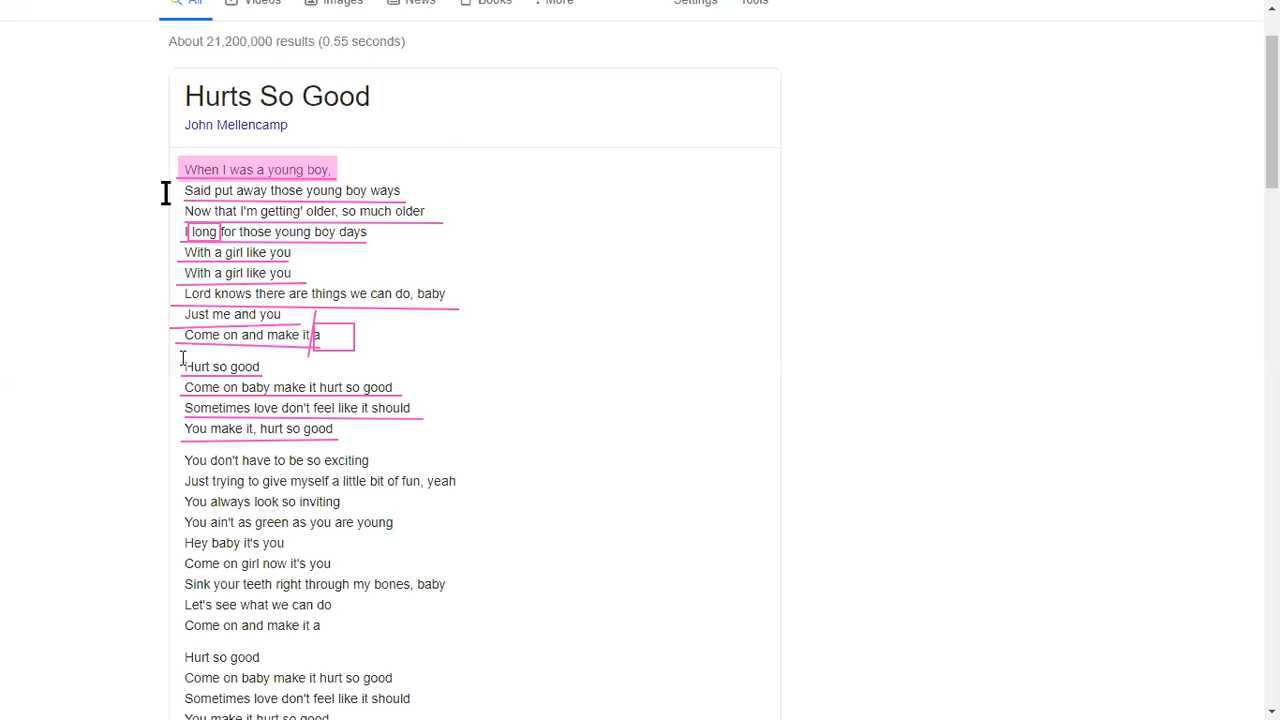 All Videos Images News Books More Settings Tools
About 21,200,000 results (0.55 seconds)
Hurts So Good
John Mellencamp
When I was a young boy,
Said put away those young boy ways
Now that I'm getting' older, so much older
I long for those young boy days
With a girl like you
With a girl like you
Lord knows there are things we can do, baby
Just me and you
Come on and make it a
Hurt so good
Come on baby make it hurt so good
Sometimes love don't feel like it should
You make it, hurt so good
You don't have to be so exciting
Just trying to give myself a little bit of fun, yeah
You always look so inviting
You ain't as green as you are young
Hey baby it's you
Come on girl now it's you
Sink your teeth right through my bones, baby
Let's see what we can do
Come on and make it a
Hurt so good
Come on baby make it hurt so good
Sometimes love don't feel like it should
You make it hurt so good